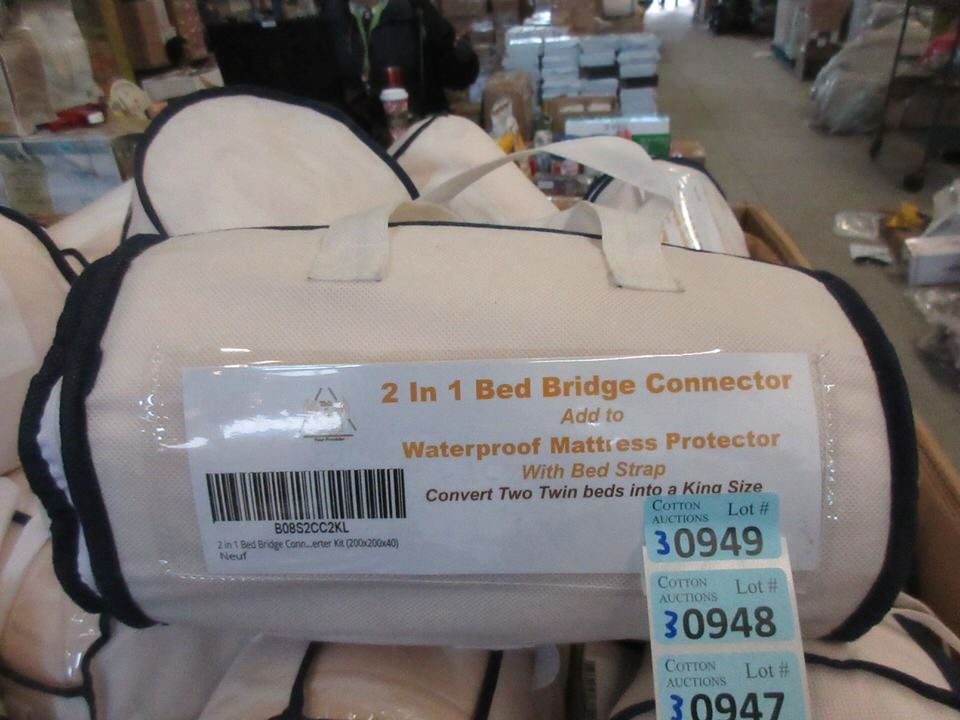 2 In 1 Bed Bridge Connector
Add to
Waterproof Mattress Protector
With Bed Strap
Convert Two Twin beds into a King Size
B08S2CC2KL
2 in 1 Bed Bridge Conn...erter Kit (200x200x40)
Neuf
COTTON AUCTIONS Lot #
30949
COTTON AUCTIONS Lot #
30948
COTTON AUCTIONS Lot #
30947